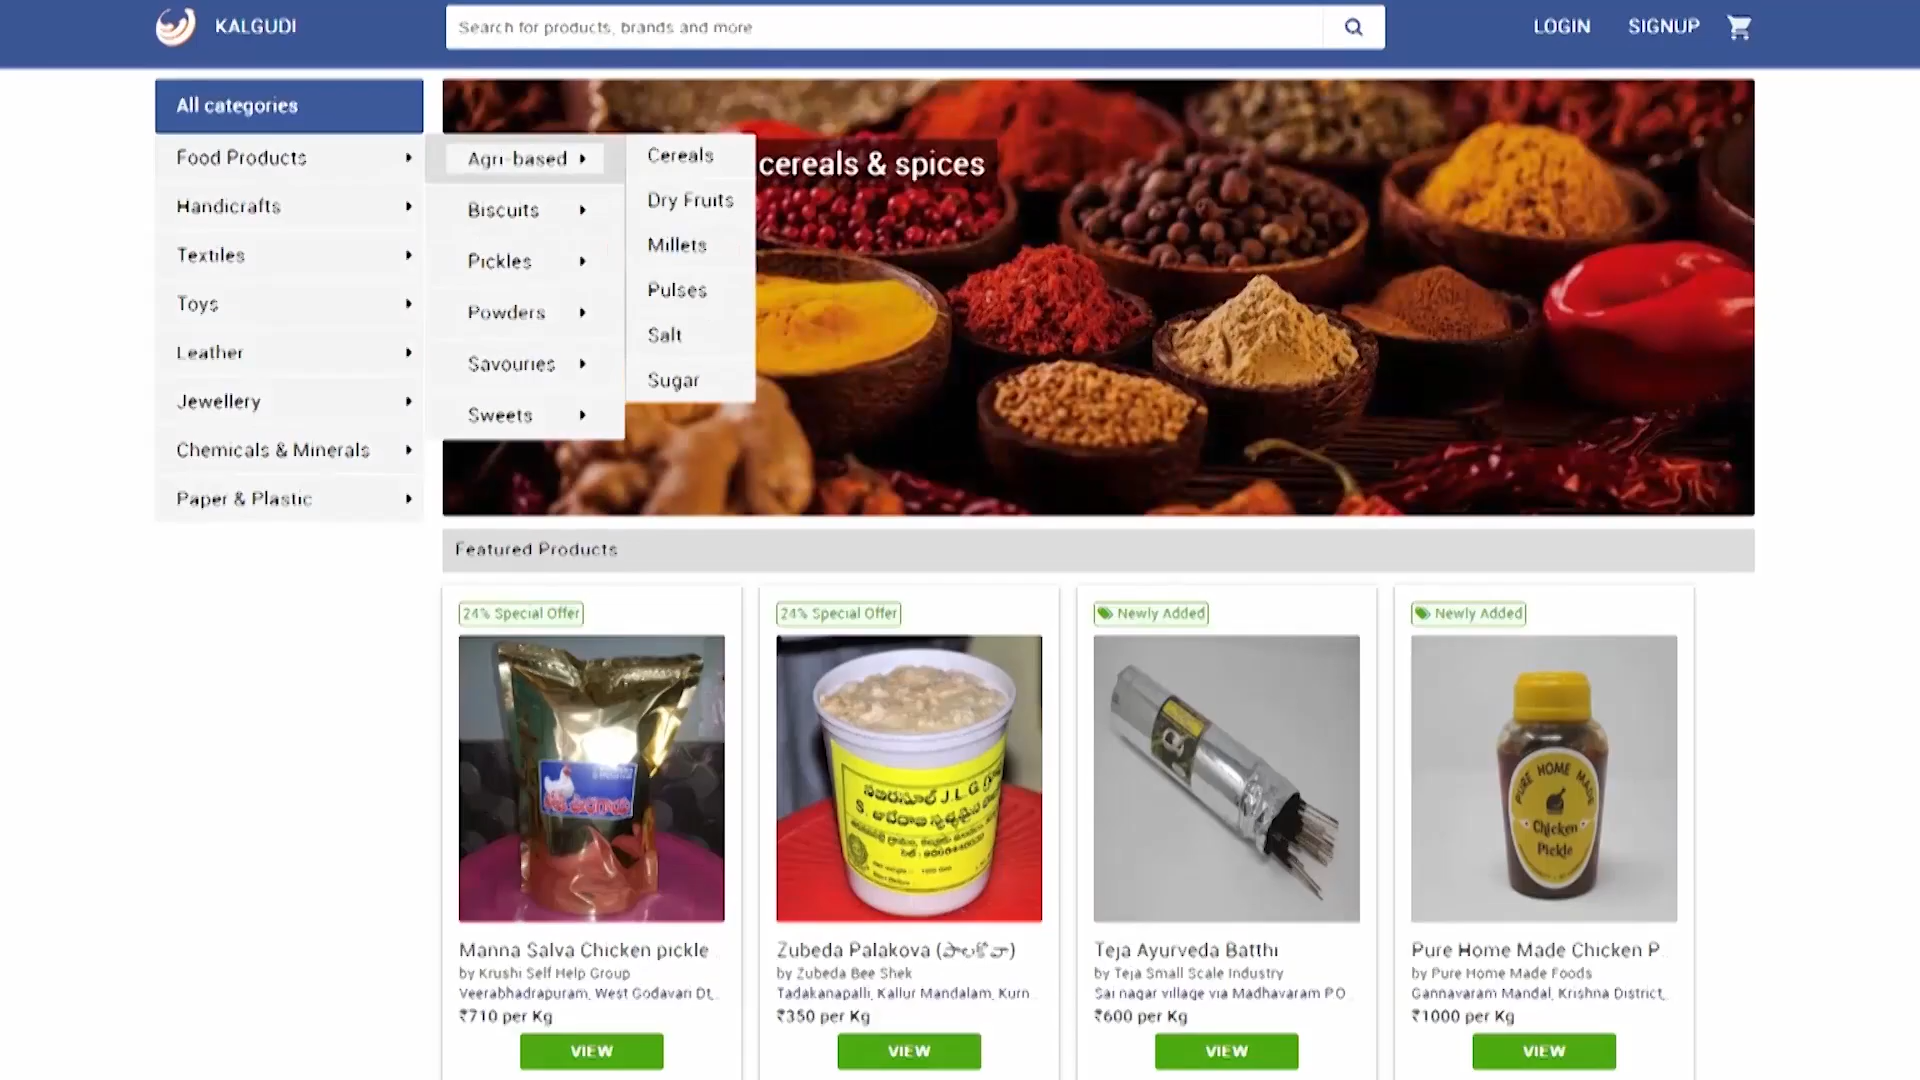 KALGUDI
Search for products, brands and more
LOGIN
SIGNUP
All categories
Food Products
Handicrafts
Textiles
Toys
Leather
Jewellery
Chemicals & Minerals
Paper & Plastic
Agri-based
Biscuits
Pickles
Powders
Savouries
Sweets
Cereals
Dry Fruits
Millets
Pulses
Salt
Sugar
cereals & spices
Featured Products
24% Special Offer
Manna Salva Chicken pickle
by Krushi Self Help Group
Veerabhadrapuram, West Godavari Dt,..
₹710 per Kg
VIEW
24% Special Offer
J.L.G.
S.
Zubeda Palakova (పాలకోవా)
by Zubeda Bee Shek
Tadakanapalli, Kallur Mandalam, Kurn..
₹350 per Kg
VIEW
Newly Added
Teja Ayurveda Batthi
by Teja Small Scale Industry
Sai nagar village via Madhavaram PO..
₹600 per Kg
VIEW
Newly Added
PURE HOME MADE
Chicken
Pickle
Pure Home Made Chicken P..
by Pure Home Made Foods
Gannavaram Mandal, Krishna District,..
₹1000 per Kg
VIEW